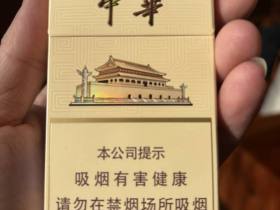 中華
本公司提示
吸烟有害健康
请勿在禁烟场所吸烟